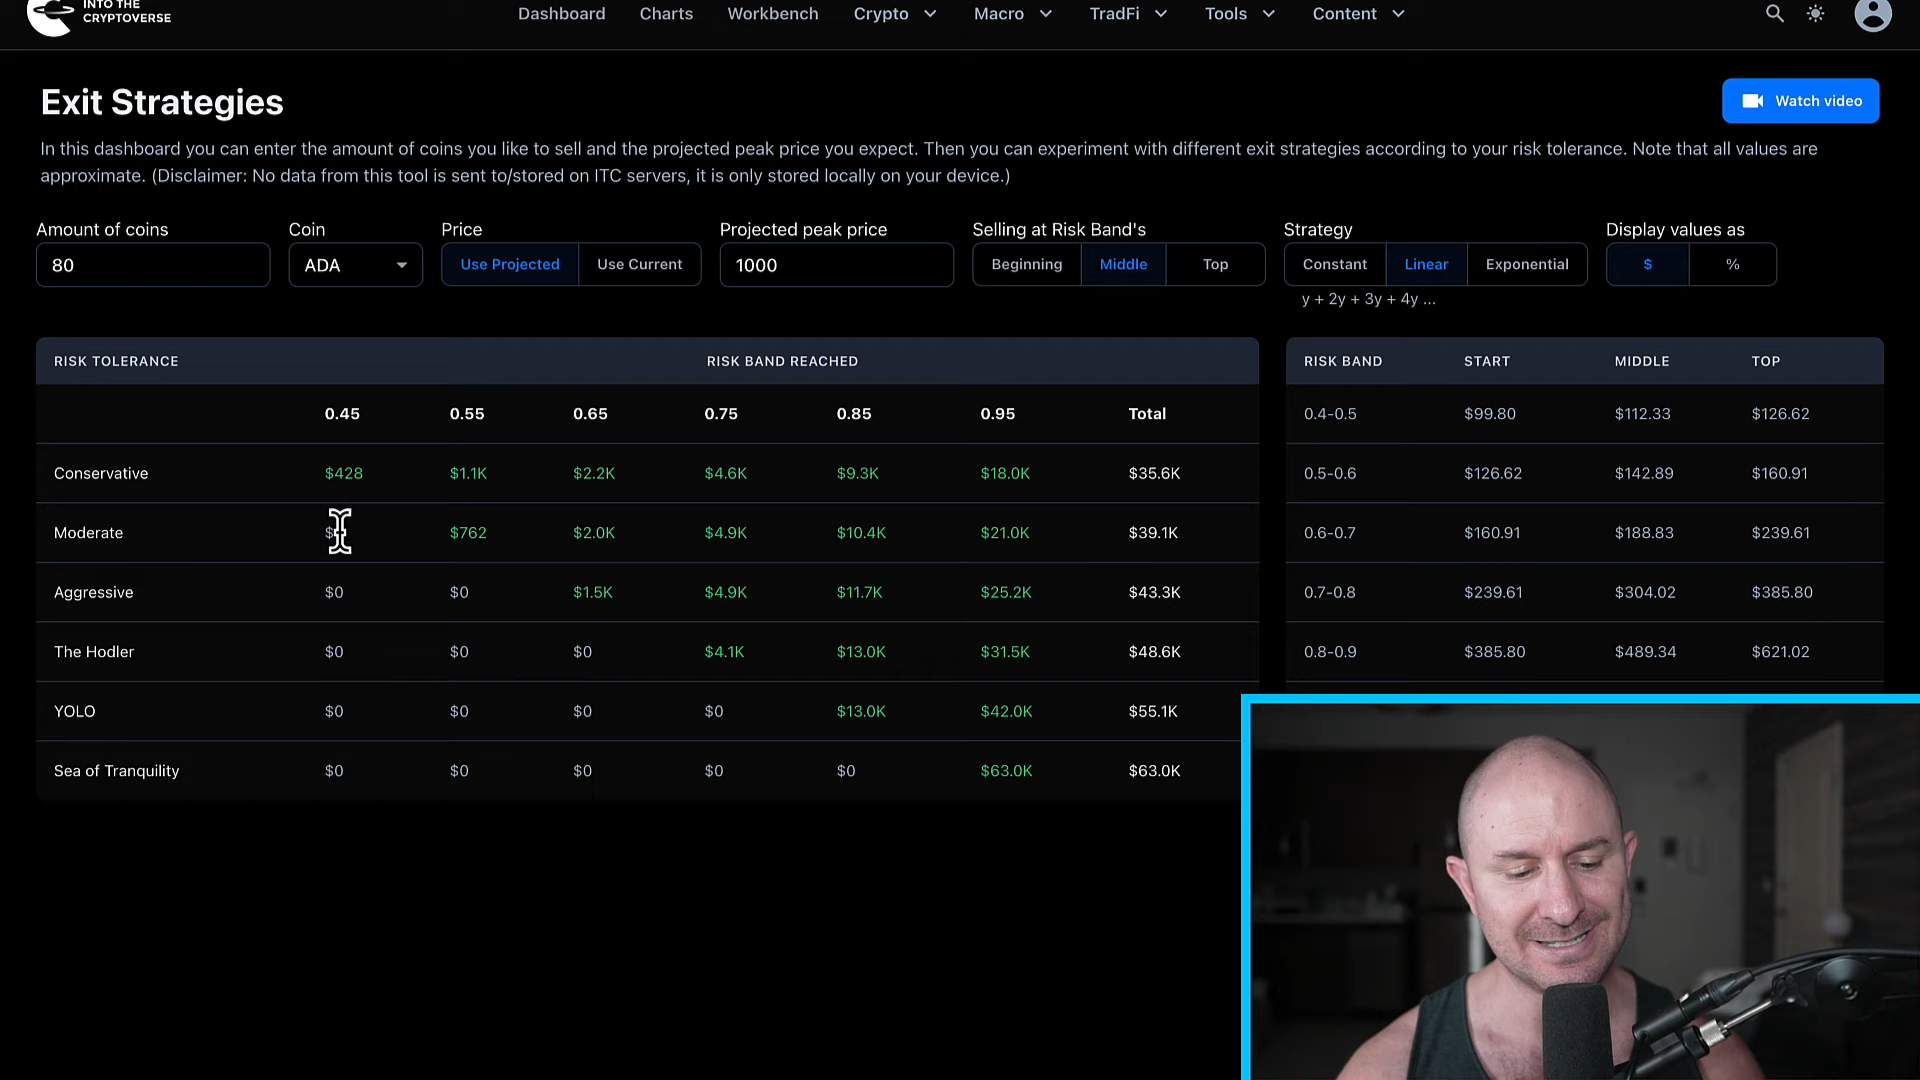 INTO THE
CRYPTOVERSE
Dashboard Charts Workbench Crypto Macro TradFi Tools Content
Exit Strategies
Watch video
In this dashboard you can enter the amount of coins you like to sell and the projected peak price you expect. Then you can experiment with different exit strategies according to your risk tolerance. Note that all values are
approximate. (Disclaimer: No data from this tool is sent to/stored on ITC servers, it is only stored locally on your device.)
Amount of coins Coin Price Projected peak price Selling at Risk Band's Strategy Display values as
80 ADA Use Projected Use Current 1000 Beginning Middle Top Constant Linear Exponential $ %
y + 2y + 3y + 4y ...
RISK TOLERANCE RISK BAND REACHED
0.45 0.55 0.65 0.75 0.85 0.95 Total
Conservative $428 $1.1K $2.2K $4.6K $9.3K $18.0K $35.6K
Moderate $ $762 $2.0K $4.9K $10.4K $21.0K $39.1K
Aggressive $0 $0 $1.5K $4.9K $11.7K $25.2K $43.3K
The Hodler $0 $0 $0 $4.1K $13.0K $31.5K $48.6K
YOLO $0 $0 $0 $0 $13.0K $42.0K $55.1K
Sea of Tranquility $0 $0 $0 $0 $0 $63.0K $63.0K
RISK BAND START MIDDLE TOP
0.4-0.5 $99.80 $112.33 $126.62
0.5-0.6 $126.62 $142.89 $160.91
0.6-0.7 $160.91 $188.83 $239.61
0.7-0.8 $239.61 $304.02 $385.80
0.8-0.9 $385.80 $489.34 $621.02